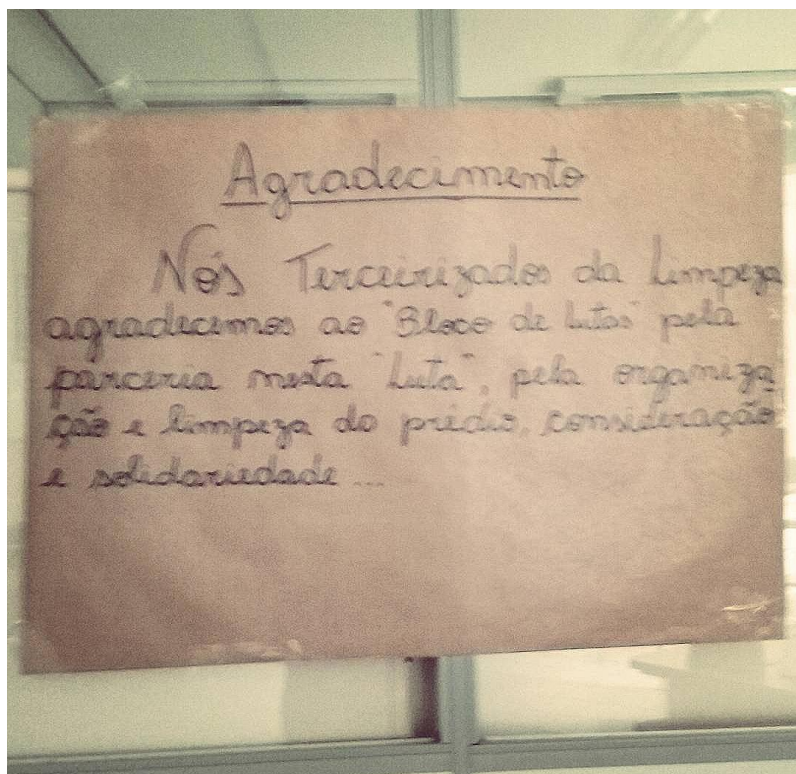 Agradecimento
Nós Terceirizados da Limpeza
agradecemos ao "Bloco de Lutas" pela
parceria nesta "Luta", pela organiza
ção e limpeza do prédio, consideração
e solidariedade ...